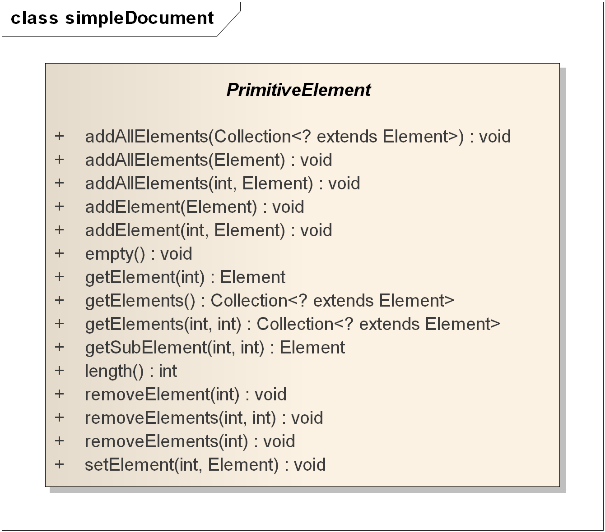 class simpleDocument
PrimitiveElement
+ addAllElements(Collection<? extends Element>) : void
+ addAllElements(Element) : void
+ addAllElements(int, Element) : void
+ addElement(Element) : void
+ addElement(int, Element) : void
+ empty() : void
+ getElement(int) : Element
+ getElements() : Collection<? extends Element>
+ getElements(int, int) : Collection<? extends Element>
+ getSubElement(int, int) : Element
+ length() : int
+ removeElement(int) : void
+ removeElements(int, int) : void
+ removeElements(int) : void
+ setElement(int, Element) : void